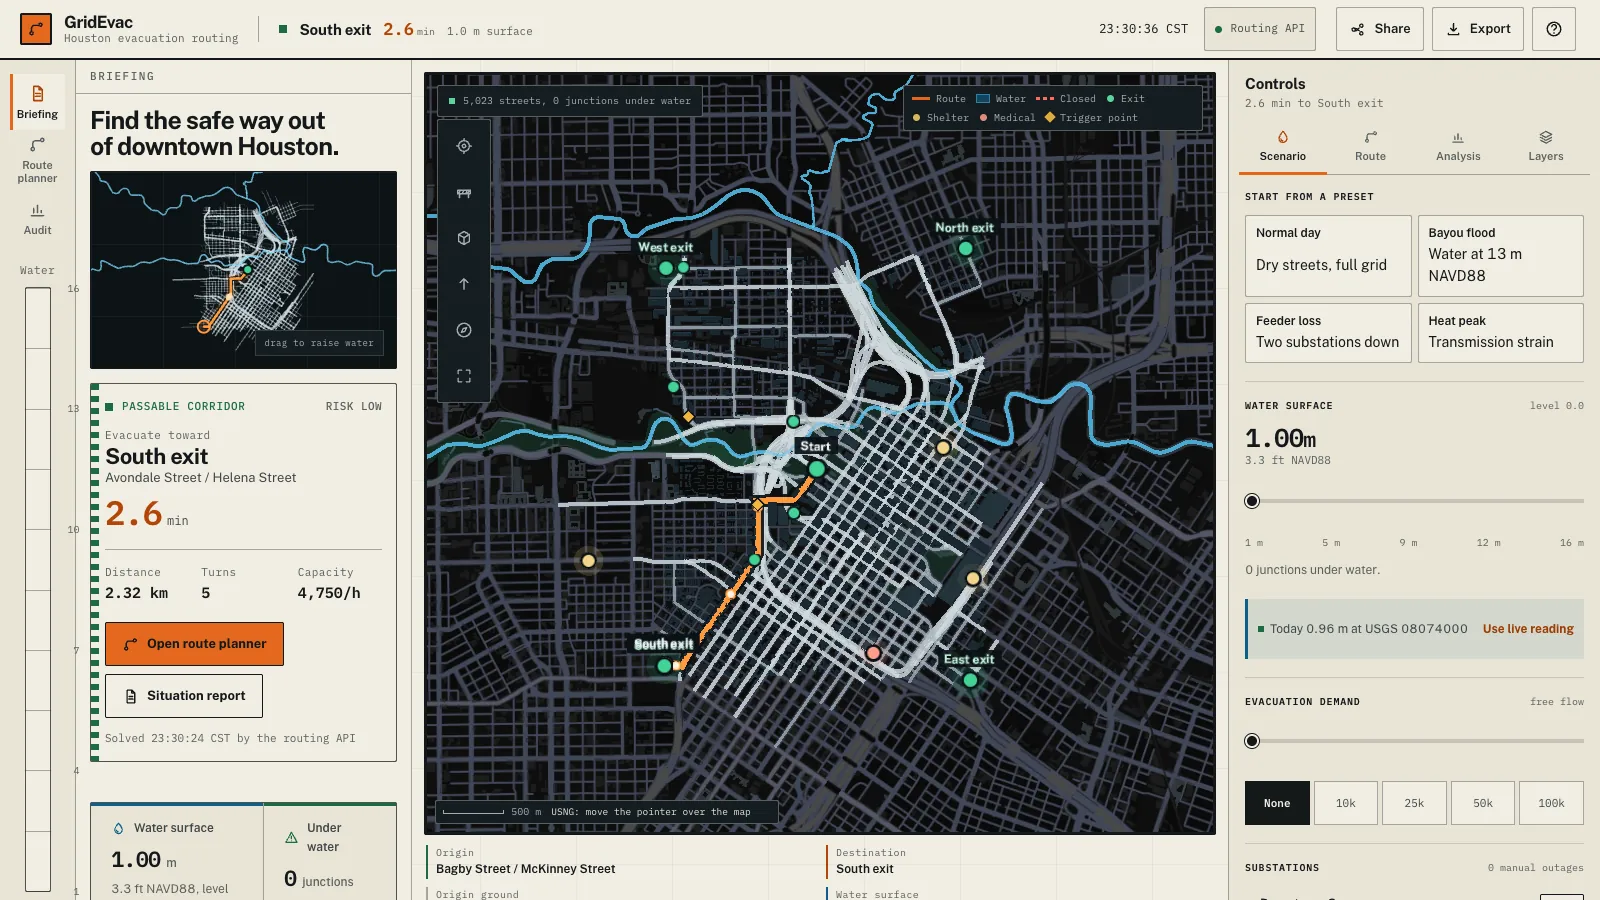 GridEvac
Houston evacuation routing
South exit 2.6 min 1.0 m surface
23:30:36 CST
Routing API
Share
Export
Briefing
Route planner
Audit
Water
16
13
10
7
4
1
BRIEFING
Find the safe way out
of downtown Houston.
drag to raise water
PASSABLE CORRIDOR
RISK LOW
Evacuate toward
South exit
Avondale Street / Helena Street
2.6 min
Distance Turns Capacity
2.32 km 5 4,750/h
Open route planner
Situation report
Solved 23:30:24 CST by the routing API
Water surface
1.00 m
3.3 ft NAVD88, level
Under water
0 junctions
5,023 streets, 0 junctions under water
Route Water Closed Exit
Shelter Medical Trigger point
West exit
North exit
Start
South exit
East exit
500 m USNG: move the pointer over the map
Origin
Bagby Street / McKinney Street
Destination
South exit
Origin ground
Water surface
Controls
2.6 min to South exit
Scenario
Route
Analysis
Layers
START FROM A PRESET
Normal day
Dry streets, full grid
Bayou flood
Water at 13 m
NAVD88
Feeder loss
Two substations down
Heat peak
Transmission strain
WATER SURFACE level 0.0
1.00m
3.3 ft NAVD88
1 m 5 m 9 m 12 m 16 m
0 junctions under water.
Today 0.96 m at USGS 08074000 Use live reading
EVACUATION DEMAND free flow
None 10k 25k 50k 100k
SUBSTATIONS 0 manual outages